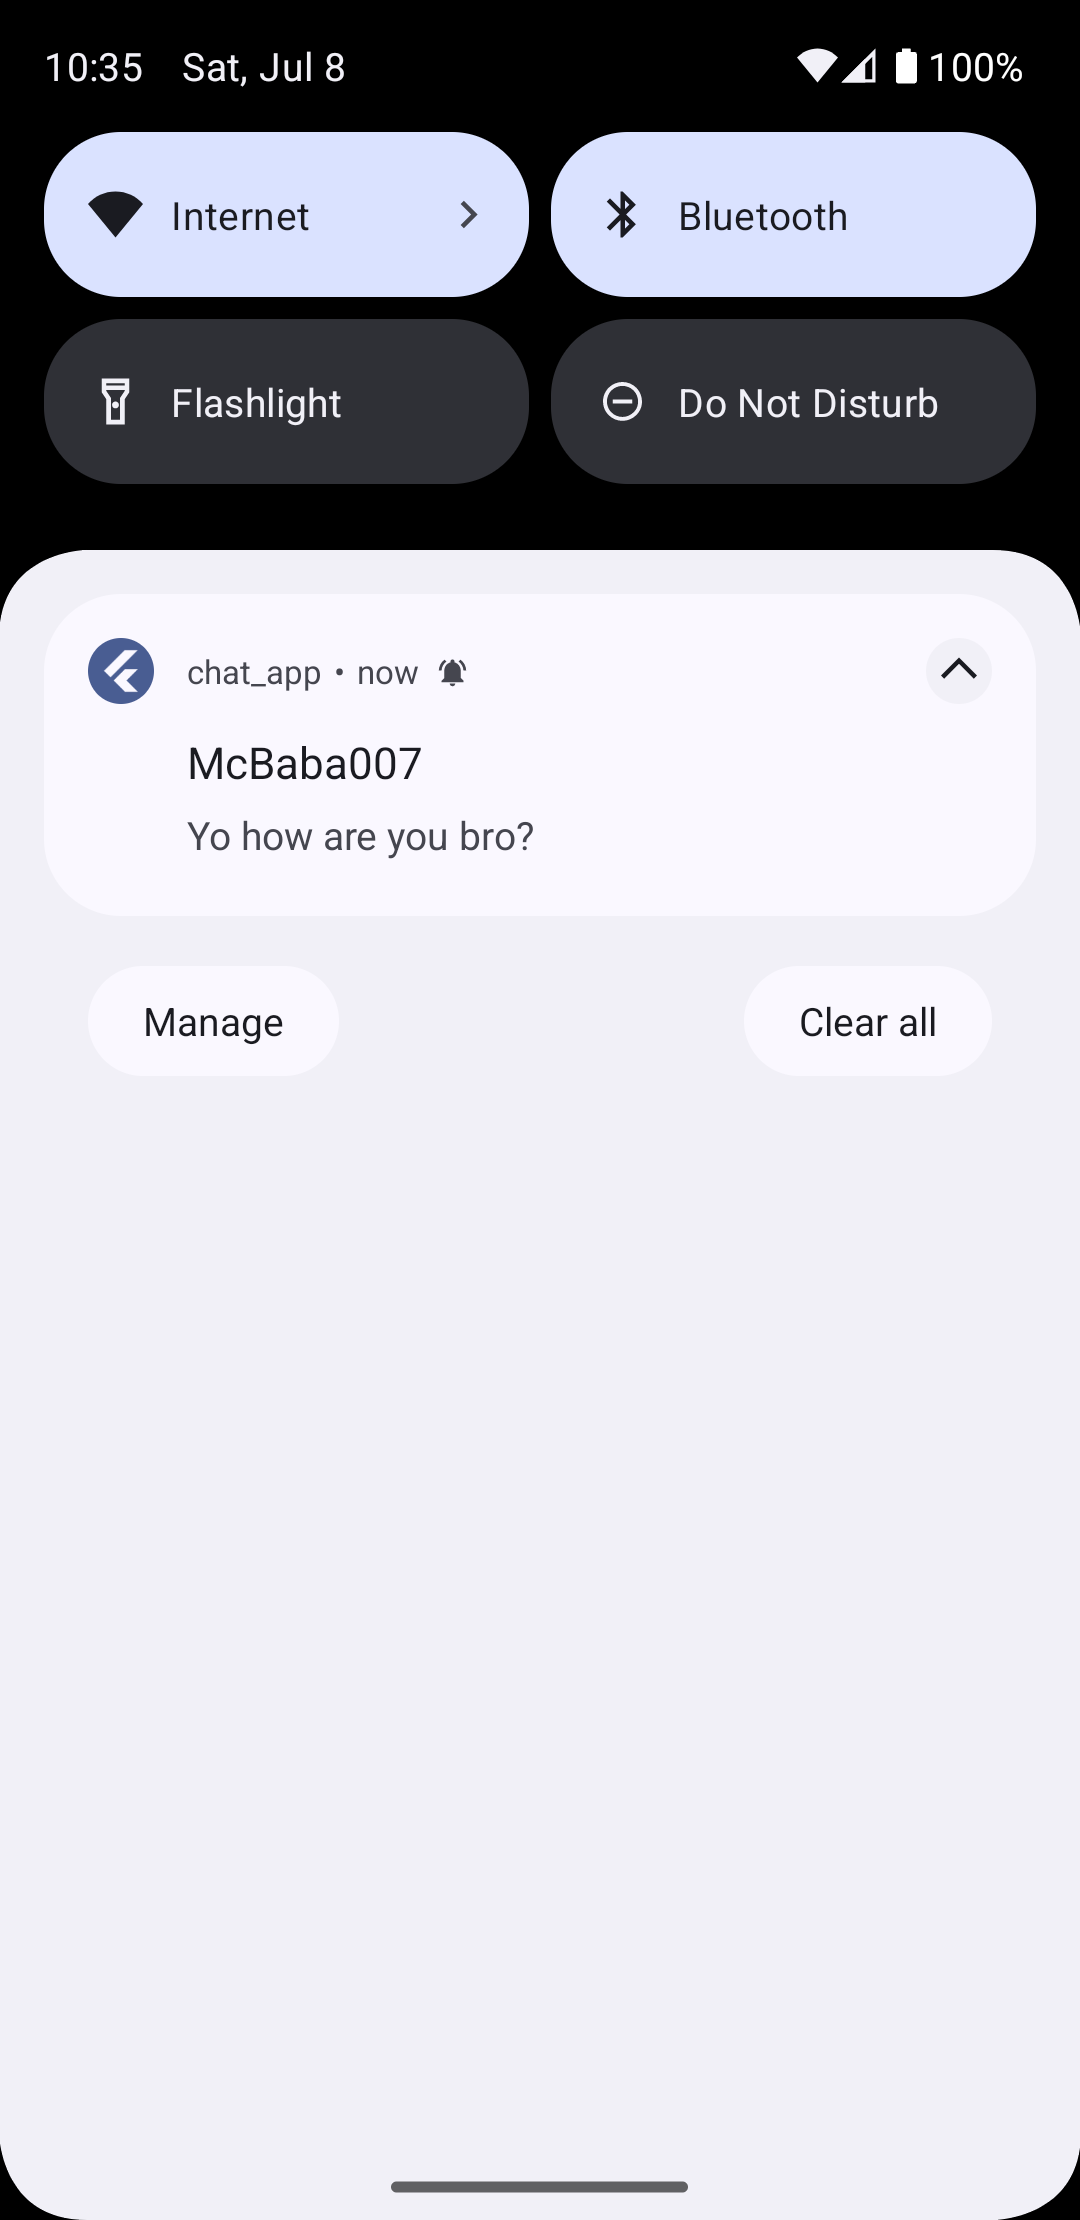 10:35 Sat, Jul 8 100%
Internet
Bluetooth
Flashlight
Do Not Disturb
chat_app • now
McBaba007
Yo how are you bro?
Manage
Clear all